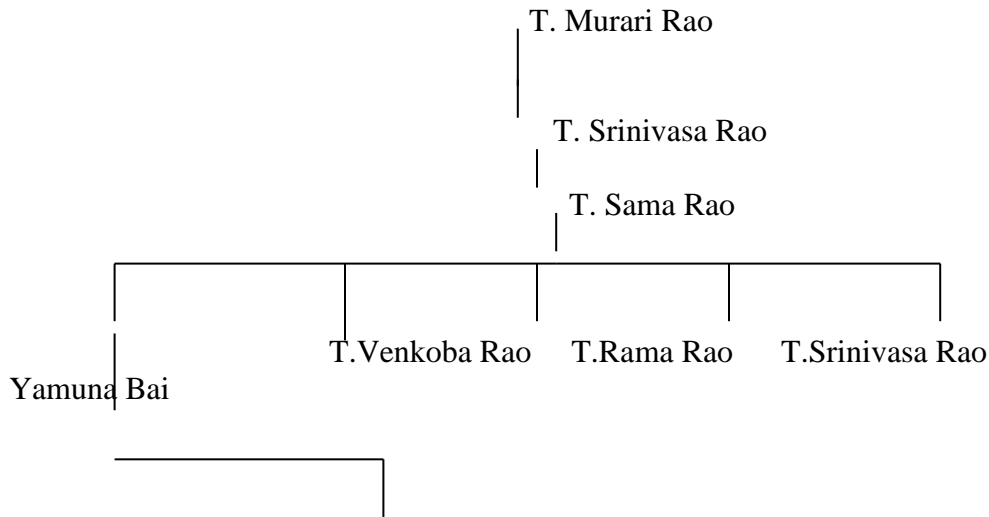 T. Murari Rao
T. Srinivasa Rao
T. Sama Rao
T.Venkoba Rao T.Rama Rao T.Srinivasa Rao
Yamuna Bai